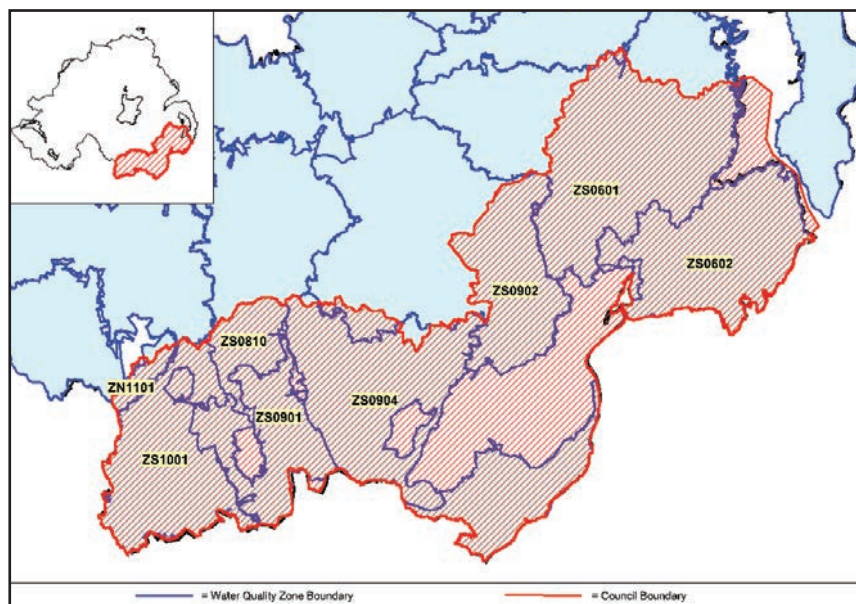 ZS0601
ZS0602
ZS0902
ZS0810
ZN1101
ZS0901
ZS0904
ZS1001
= Water Quality Zone Boundary
= Council Boundary